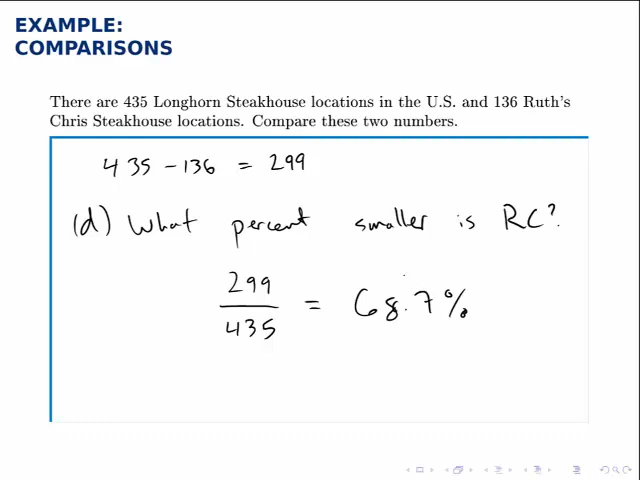 EXAMPLE:
COMPARISONS
There are 435 Longhorn Steakhouse locations in the U.S. and 136 Ruth's
Chris Steakhouse locations. Compare these two numbers.
435 - 136 = 299
(d) What percent smaller is RC?
299
435 = 68.7%